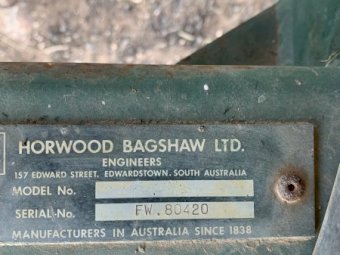 HORWOOD BAGSHAW LTD.
ENGINEERS
157 EDWARD STREET, EDWARDSTOWN, SOUTH AUSTRALIA
MODEL No.
SERIAL-No. FW.80420
MANUFACTURERS IN AUSTRALIA SINCE 1838